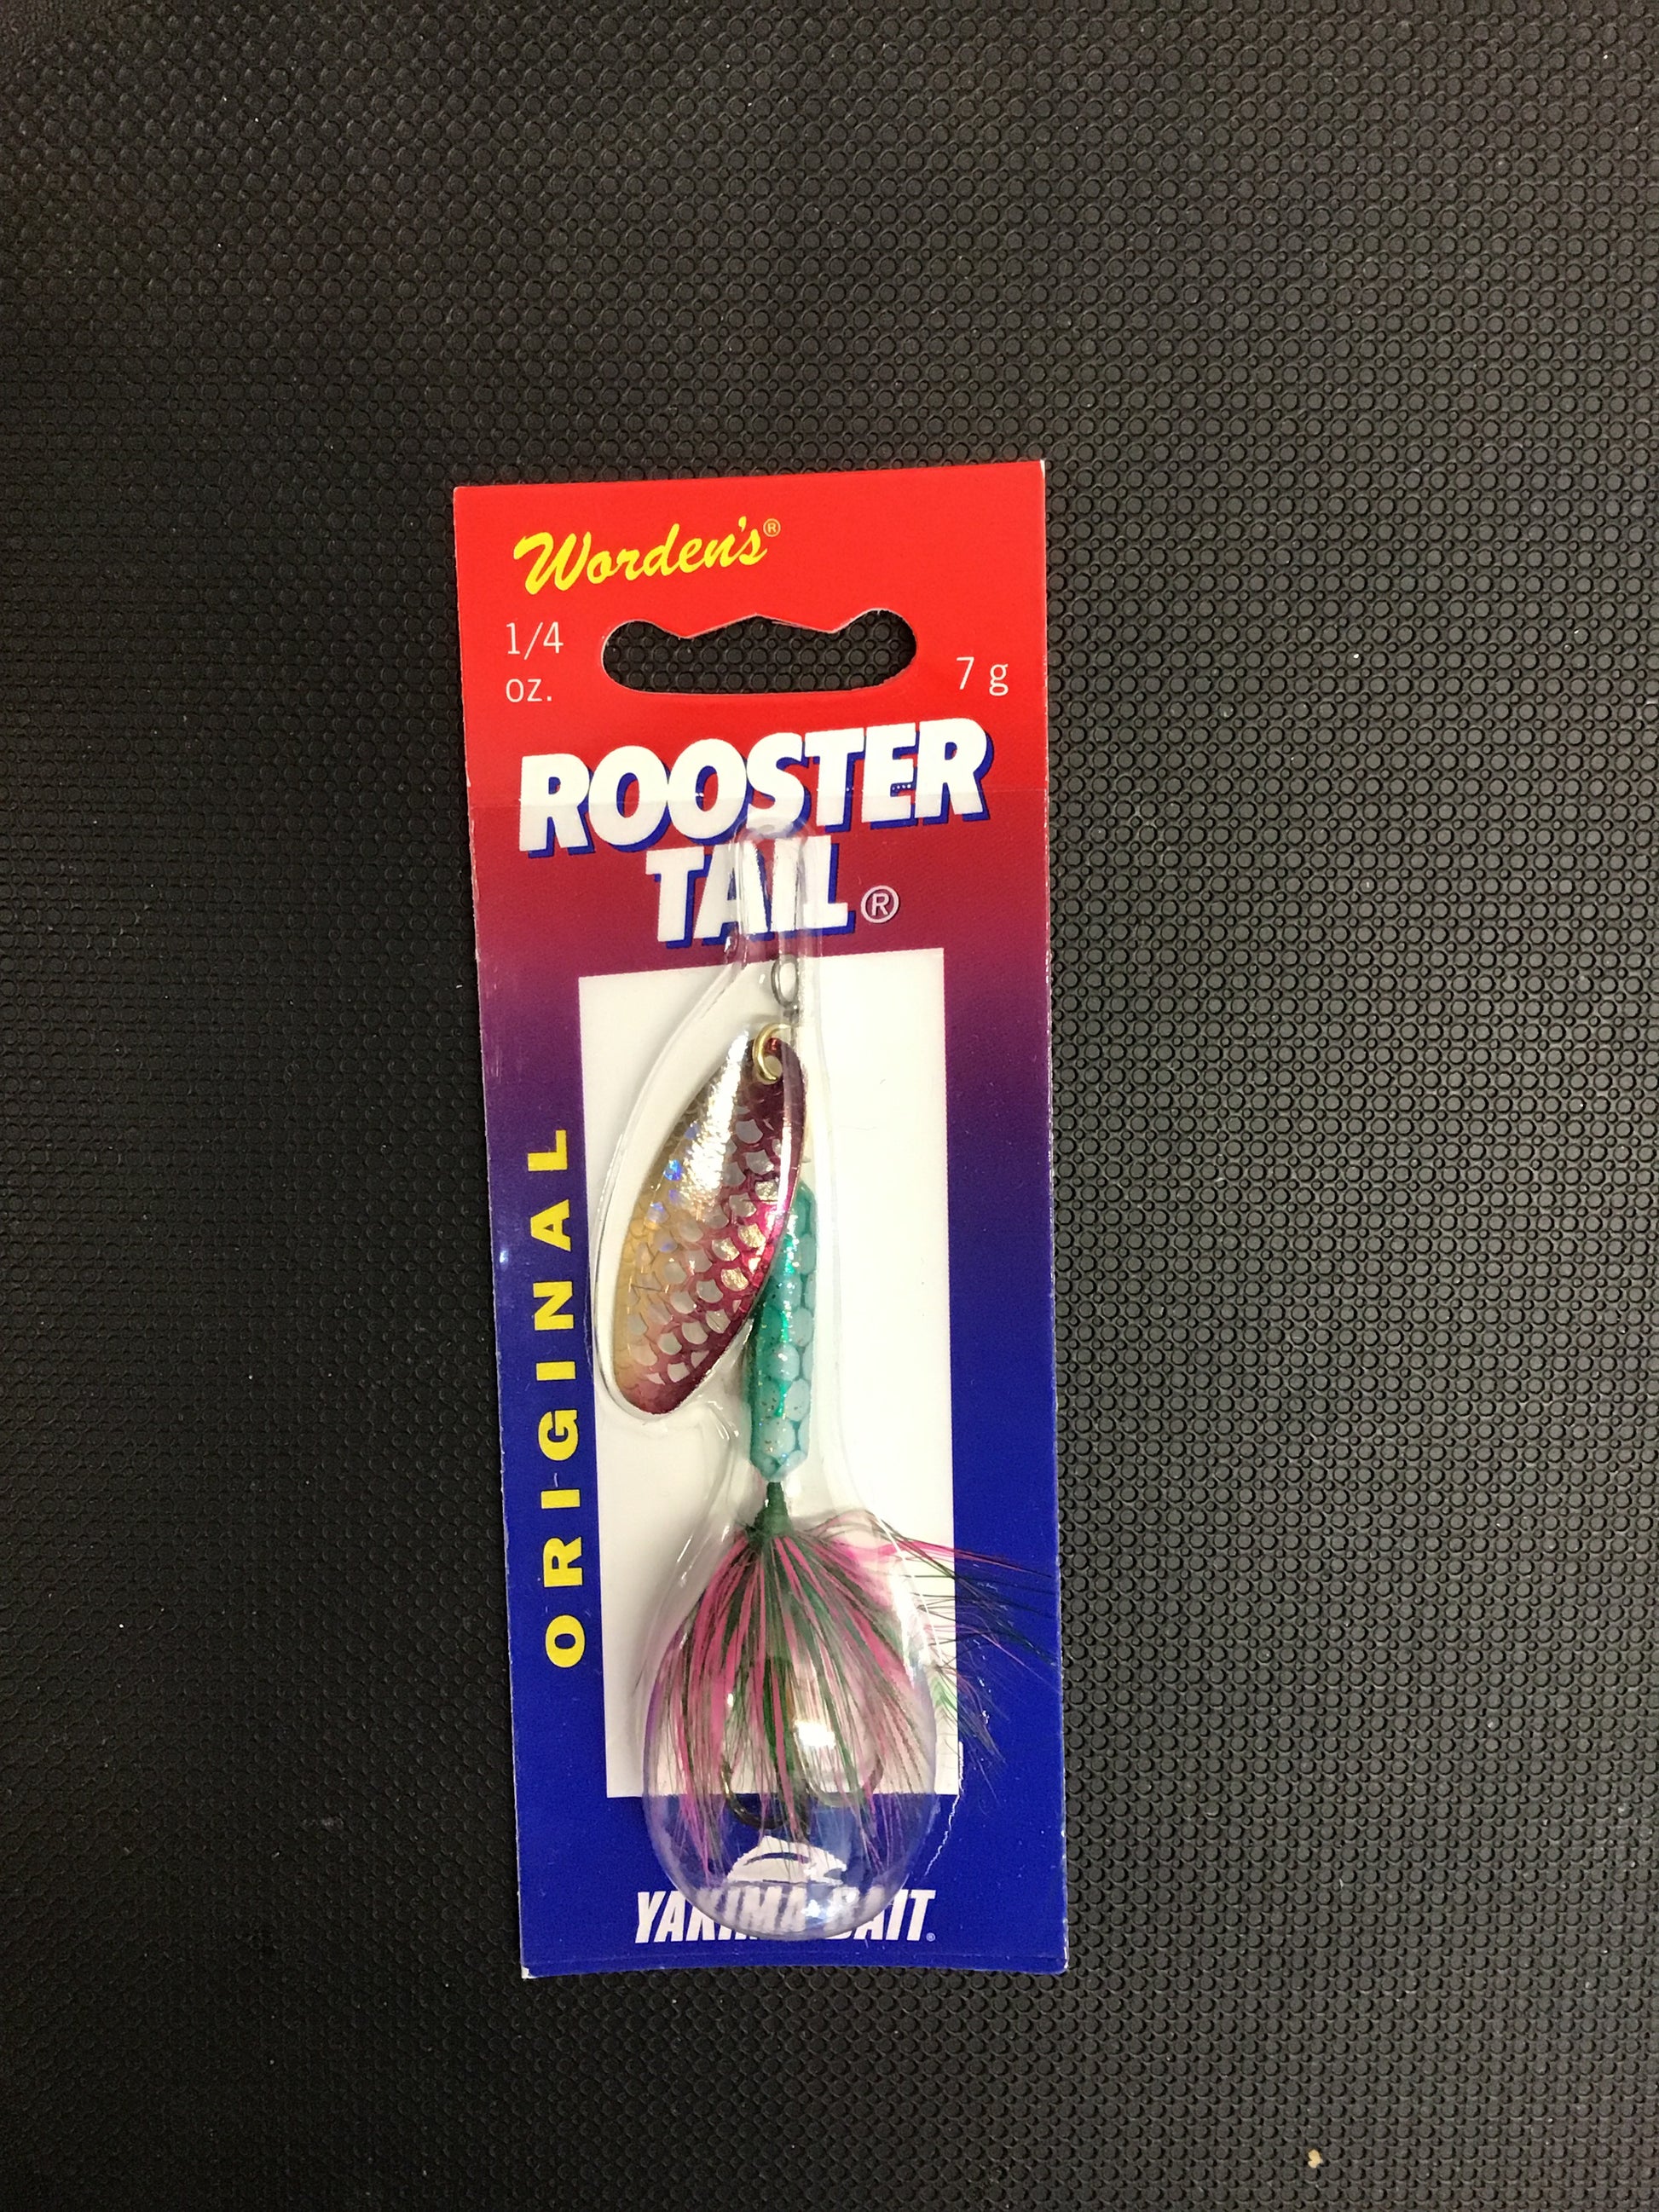 Worden's®
1/4
oz.
7 g
ROOSTER
TAIL®
ORIGINAL
YAKIMA BAIT®